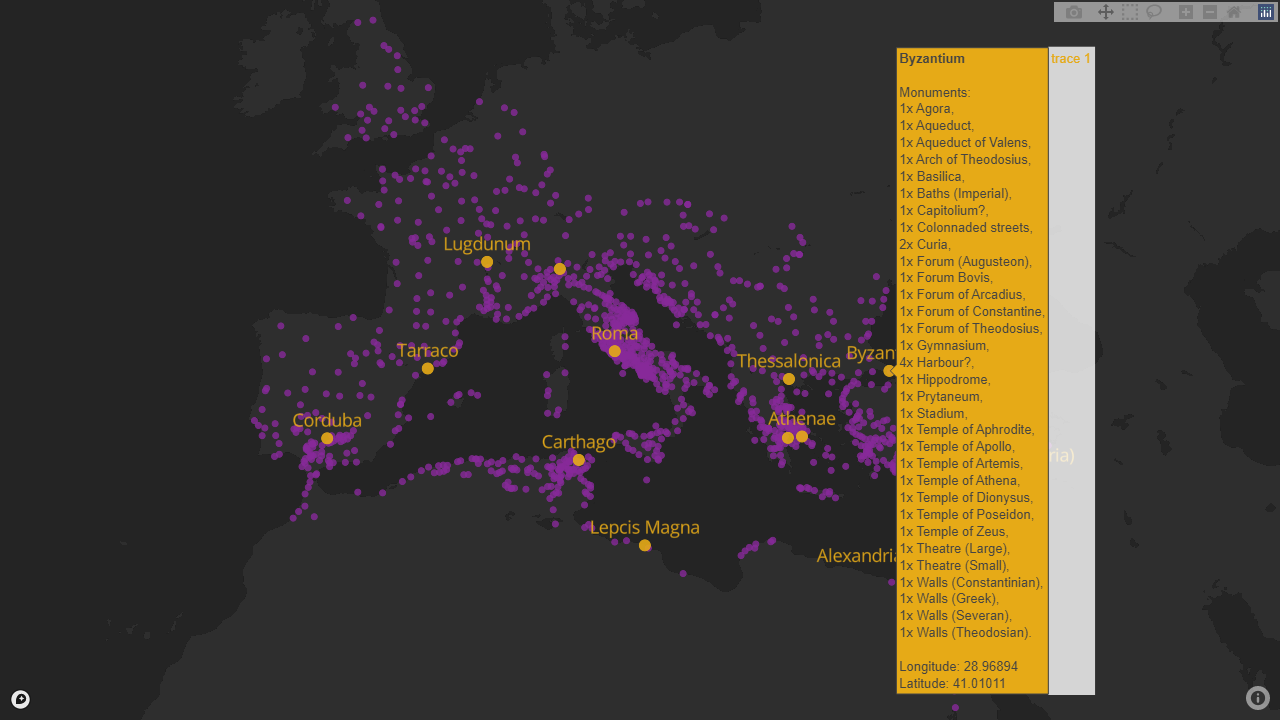 Byzantium
trace 1
Monuments:
1x Agora,
1x Aqueduct,
1x Aqueduct of Valens,
1x Arch of Theodosius,
1x Basilica,
1x Baths (Imperial),
1x Capitolium?,
1x Colonnaded streets,
2x Curia,
1x Forum (Augusteon),
1x Forum Bovis,
1x Forum of Arcadius,
1x Forum of Constantine,
1x Forum of Theodosius,
1x Gymnasium,
4x Harbour?,
1x Hippodrome,
1x Prytaneum,
1x Stadium,
1x Temple of Aphrodite,
1x Temple of Apollo,
1x Temple of Artemis,
1x Temple of Athena,
1x Temple of Dionysus,
1x Temple of Poseidon,
1x Temple of Zeus,
1x Theatre (Large),
1x Theatre (Small),
1x Walls (Constantinian),
1x Walls (Greek),
1x Walls (Severan),
1x Walls (Theodosian).
Longitude: 28.96894
Latitude: 41.01011
Lugdunum
Roma
Tarraco
Thessalonica
Byzan
Corduba
Athenae
Carthago
ria)
Lepcis Magna
Alexandria